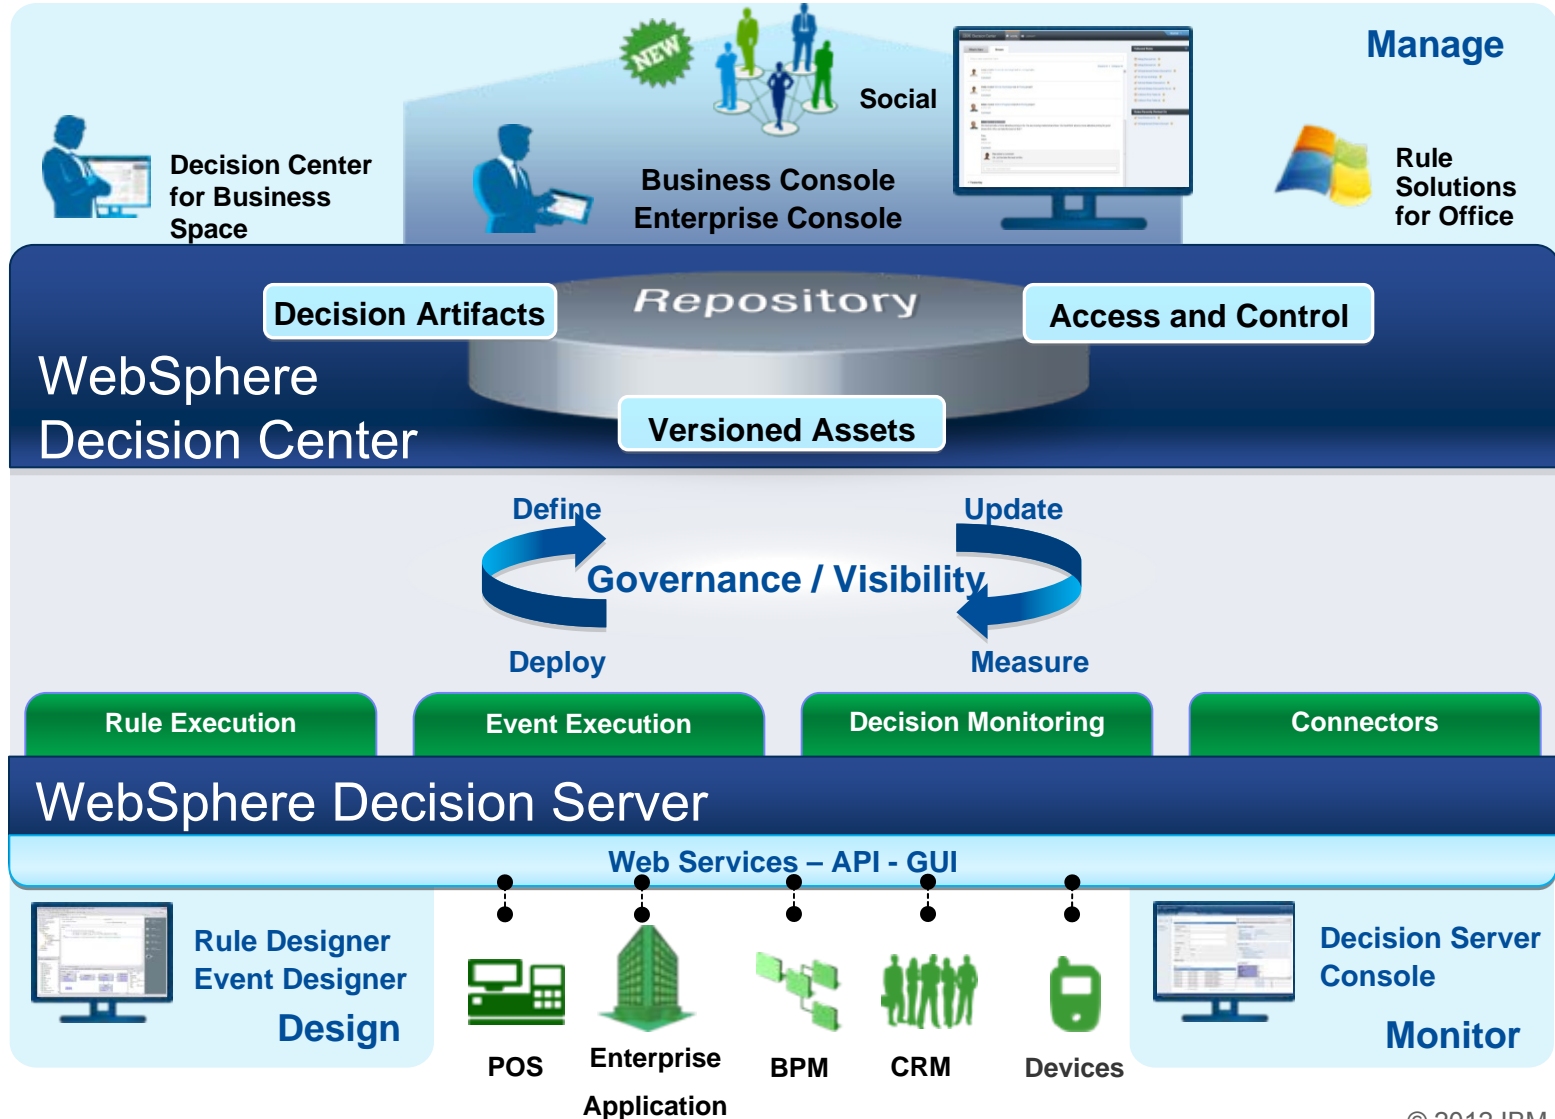 Manage
NEW
Social
Decision Center
for Business
Space
Business Console
Enterprise Console
Rule
Solutions
for Office
Repository
Decision Artifacts
Access and Control
WebSphere
Decision Center
Versioned Assets
Define
Update
Governance / Visibility
Deploy
Measure
Rule Execution
Event Execution
Decision Monitoring
Connectors
WebSphere Decision Server
Web Services – API - GUI
Rule Designer
Event Designer
Design
Decision Server
Console
Monitor
POS
Enterprise
Application
BPM
CRM
Devices
© 2012 IBM